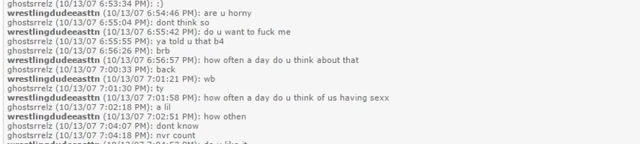 ghostsrrelz (10/13/07 6:53:34 PM): :)
wrestlingdudeeasttn (10/13/07 6:54:46 PM): are u horny
ghostsrrelz (10/13/07 6:55:04 PM): dont think so
wrestlingdudeeasttn (10/13/07 6:55:42 PM): do u want to fuck me
ghostsrrelz (10/13/07 6:55:55 PM): ya told u that b4
ghostsrrelz (10/13/07 6:56:26 PM): brb
wrestlingdudeeasttn (10/13/07 6:56:57 PM): how often a day do u think about that
ghostsrrelz (10/13/07 7:00:33 PM): back
wrestlingdudeeasttn (10/13/07 7:01:21 PM): wb
ghostsrrelz (10/13/07 7:01:30 PM): ty
wrestlingdudeeasttn (10/13/07 7:01:58 PM): how often a day do u think of us having sexx
ghostsrrelz (10/13/07 7:02:18 PM): a lil
wrestlingdudeeasttn (10/13/07 7:02:51 PM): how othen
ghostsrrelz (10/13/07 7:04:07 PM): dont know
ghostsrrelz (10/13/07 7:04:18 PM): nvr count